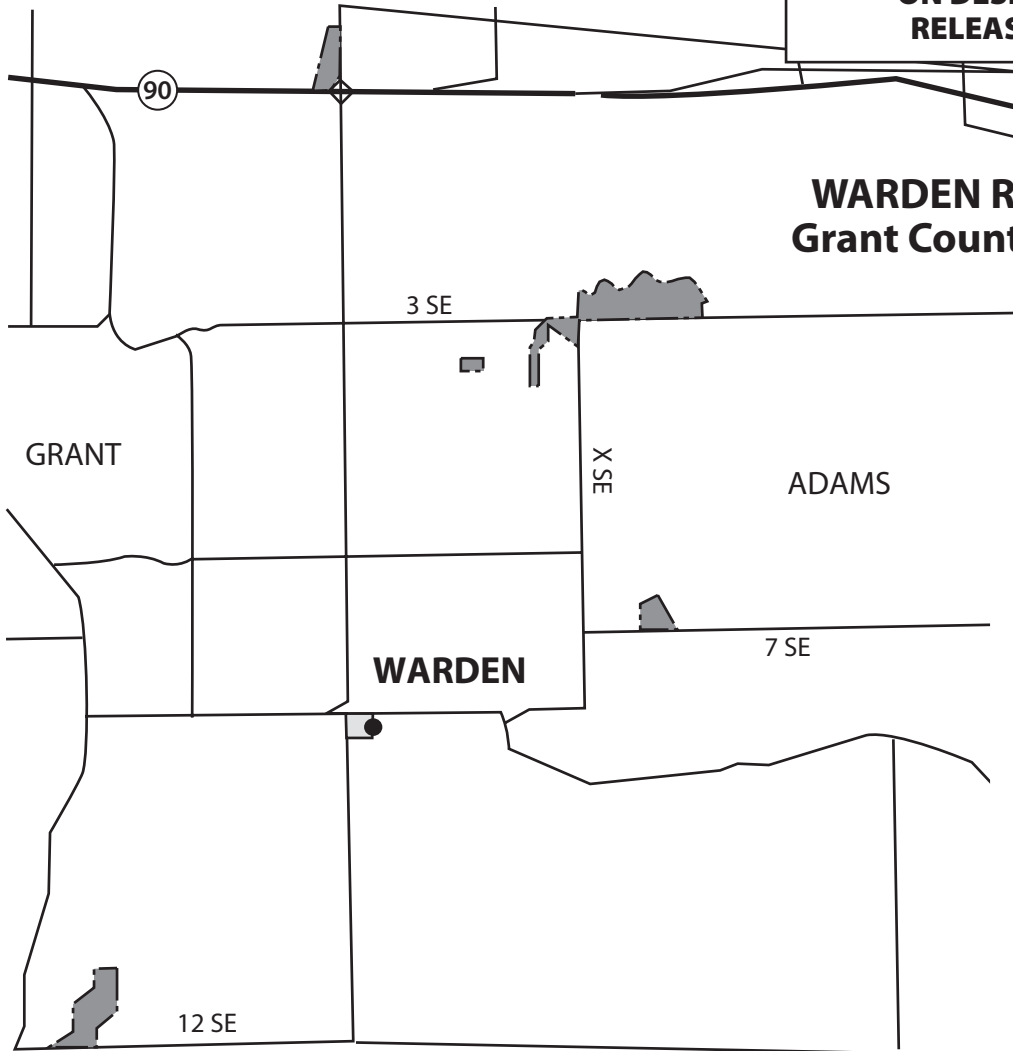 RELEAS
90
WARDEN R
Grant Count
3 SE
GRANT
X SE
ADAMS
7 SE
WARDEN
12 SE